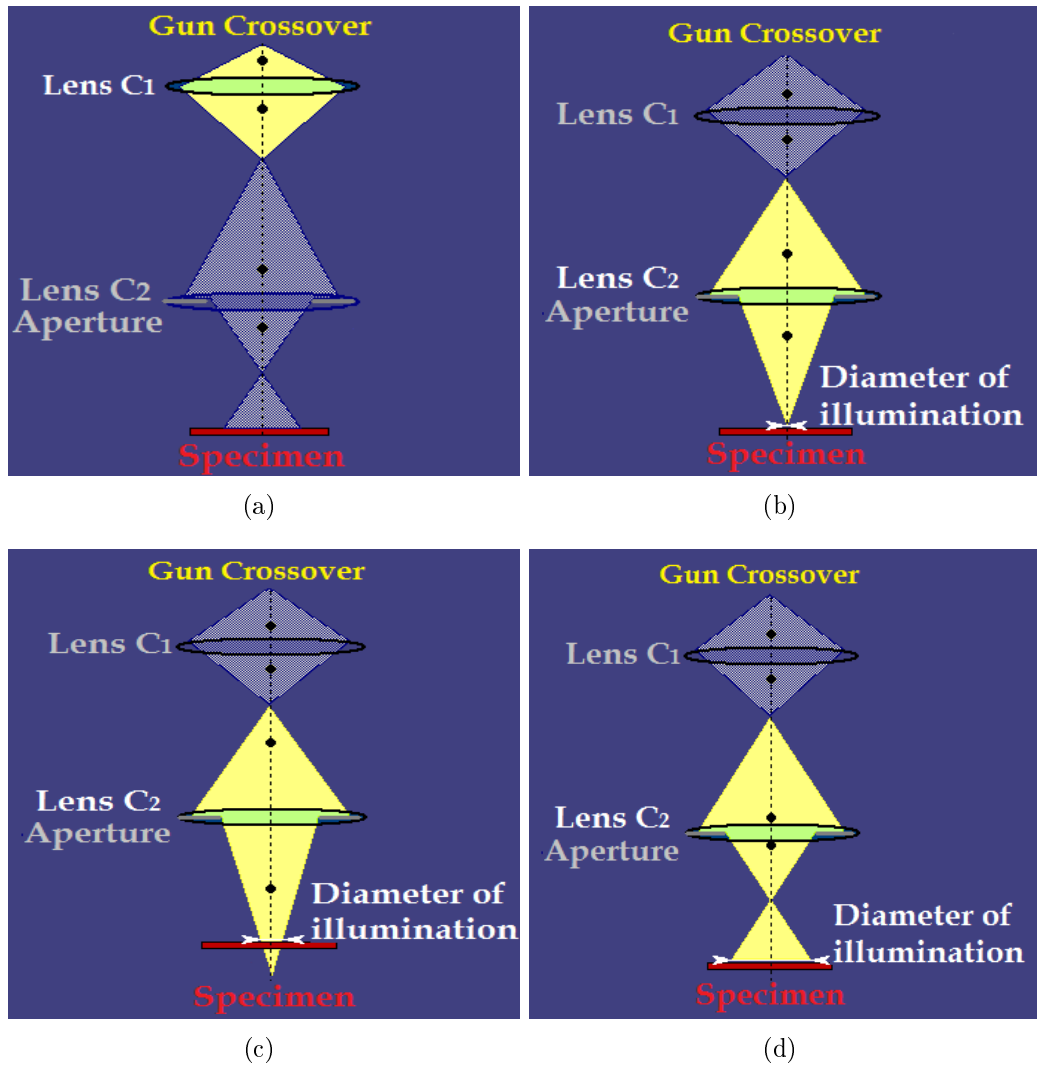 Gun Crossover
Lens C1
Lens C2
Aperture
Specimen
(a)
Gun Crossover
Lens C1
Lens C2
Aperture
Diameter of
illumination
Specimen
(b)
Gun Crossover
Lens C1
Lens C2
Aperture
Diameter of
illumination
Specimen
(c)
Gun Crossover
Lens C1
Lens C2
Aperture
Diameter of
illumination
Specimen
(d)